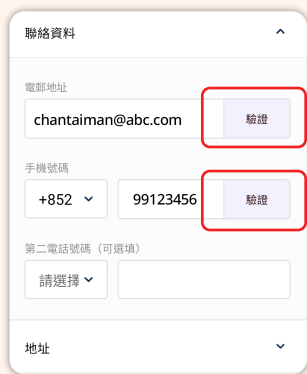 聯絡資料
電郵地址
chantaiman@abc.com 驗證
手機號碼
+852 99123456 驗證
第二電話號碼（可選填）
請選擇
地址